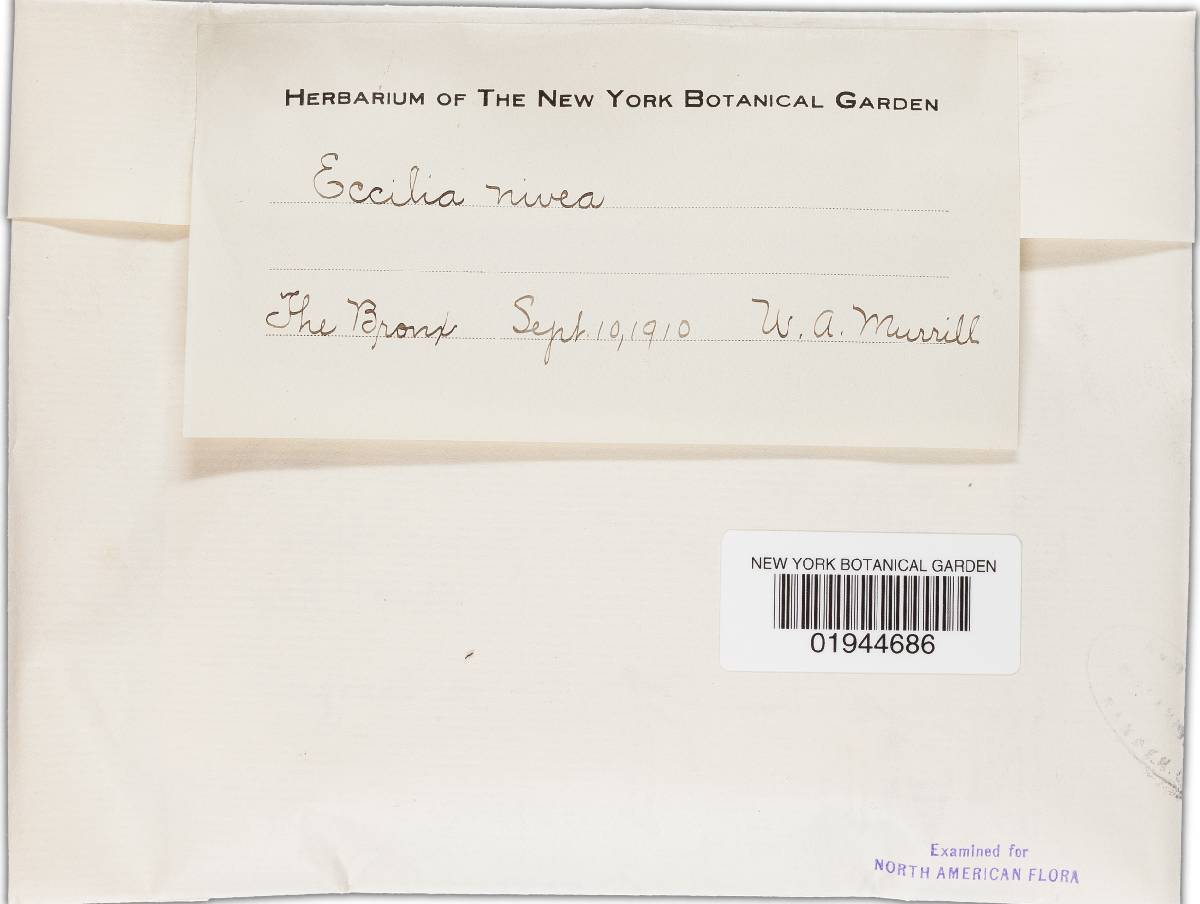 HERBARIUM OF THE NEW YORK BOTANICAL GARDEN
Eccilia nivea
The Bronx Sept. 10, 1910 W. A. Murrill
NEW YORK BOTANICAL GARDEN
01944686
Examined for
NORTH AMERICAN FLORA